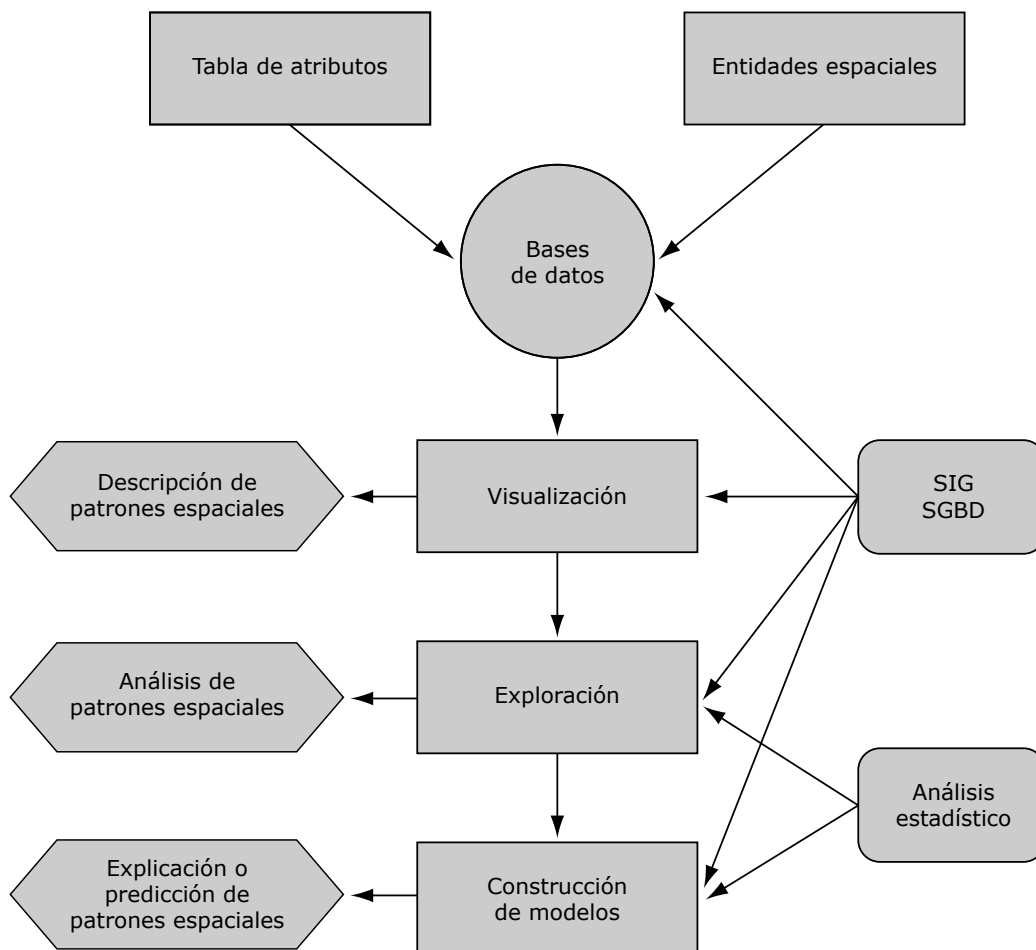 Tabla de atributos
Entidades espaciales
Bases
de datos
Descripción de
patrones espaciales
Visualización
SIG
SGBD
Análisis de
patrones espaciales
Exploración
Análisis
estadístico
Explicación o
predicción de
patrones espaciales
Construcción
de modelos